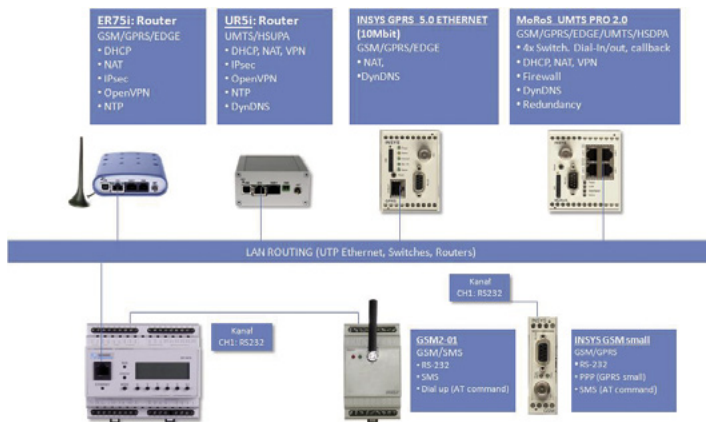 ER75i: Router
GSM/GPRS/EDGE
• DHCP
• NAT
• IPsec
• OpenVPN
• NTP
UR5i: Router
UMTS/HSUPA
• DHCP, NAT, VPN
• IPsec
• OpenVPN
• NTP
• DynDNS
INSYS GPRS 5.0 ETHERNET
(10Mbit)
GSM/GPRS/EDGE
• NAT,
•DynDNS
MoRoS UMTS PRO 2.0
GSM/GPRS/EDGE/UMTS/HSDPA
• 4x Switch. Dial-In/out, callback
• DHCP, NAT, VPN
• Firewall
• DynDNS
• Redundancy
LAN ROUTING (UTP Ethernet, Switches, Routers)
Kanal
CH1: RS232
Kanal
CH1: RS232
GSM2-01
GSM/SMS
• RS-232
• SMS
• Dial up (AT command)
INSYS
INSYS GSM small
GSM/GPRS
• RS-232
• PPP (GPRS small)
• SMS (AT command)